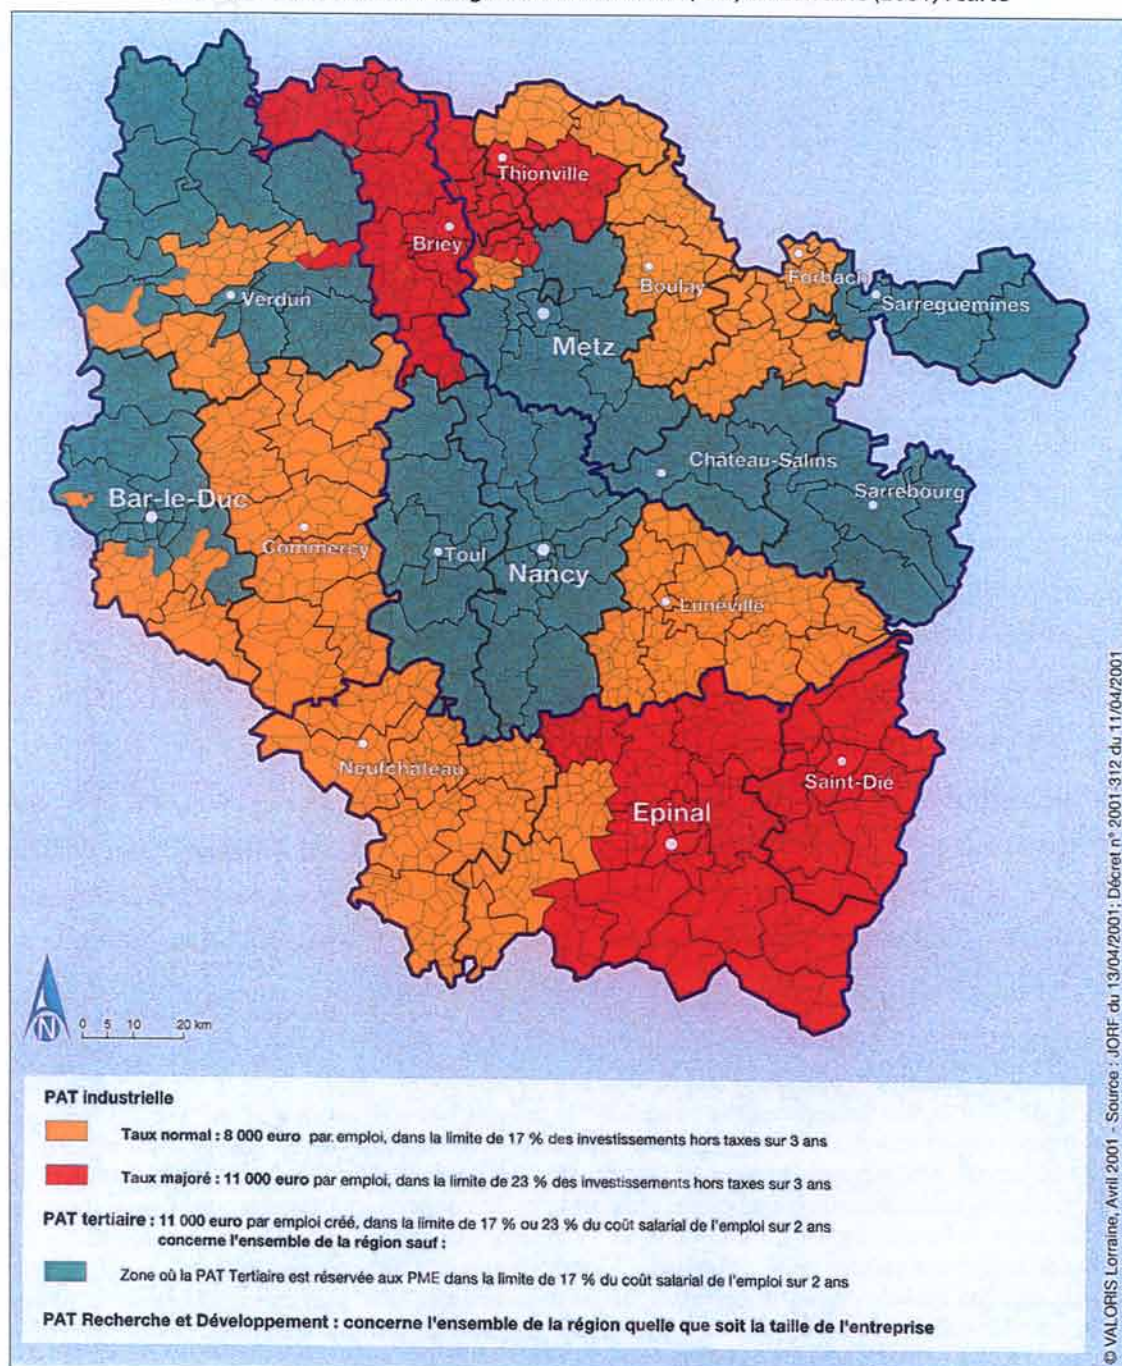 (2001) : carte
Thionville
Briey
Boulay
Forbach
Sarreguemines
Verdun
Metz
Château-Salins
Sarrebourg
Bar-le-Duc
Commercy
Toul
Nancy
Lunéville
Neufchâteau
Saint-Dié
Epinal
N
0 5 10 20 km
PAT industrielle
Taux normal : 8 000 euro par emploi, dans la limite de 17 % des investissements hors taxes sur 3 ans
Taux majoré : 11 000 euro par emploi, dans la limite de 23 % des investissements hors taxes sur 3 ans
PAT tertiaire : 11 000 euro par emploi créé, dans la limite de 17 % ou 23 % du coût salarial de l'emploi sur 2 ans
concerne l'ensemble de la région sauf :
Zone où la PAT Tertiaire est réservée aux PME dans la limite de 17 % du coût salarial de l'emploi sur 2 ans
PAT Recherche et Développement : concerne l'ensemble de la région quelle que soit la taille de l'entreprise
© VALORIS Lorraine, Avril 2001 - Source : JORF du 13/04/2001; Décret n° 2001-312 du 11/04/2001